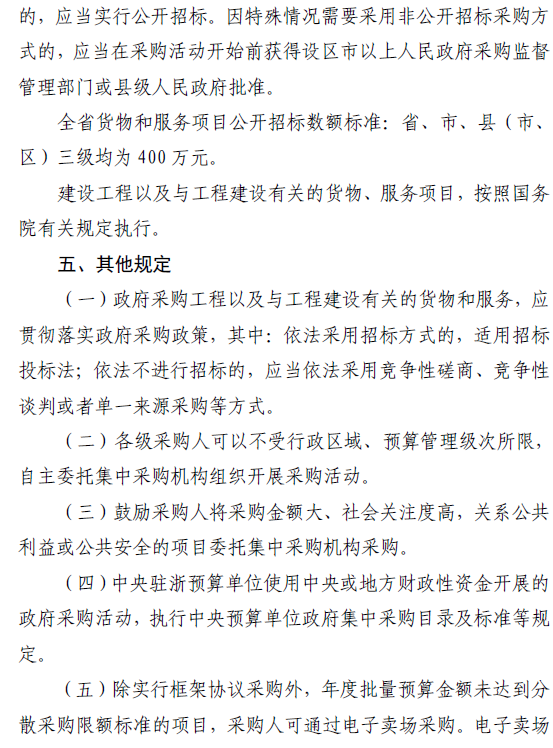 的，应当实行公开招标。因特殊情况需要采用非公开招标采购方
式的，应当在采购活动开始前获得设区市以上人民政府采购监督
管理部门或县级人民政府批准。
全省货物和服务项目公开招标数额标准：省、市、县（市、
区）三级均为 400 万元。
建设工程以及与工程建设有关的货物、服务项目，按照国务
院有关规定执行。
五、其他规定
（一）政府采购工程以及与工程建设有关的货物和服务，应
贯彻落实政府采购政策，其中：依法采用招标方式的，适用招标
投标法；依法不进行招标的，应当依法采用竞争性磋商、竞争性
谈判或者单一来源采购等方式。
（二）各级采购人可以不受行政区域、预算管理级次所限，
自主委托集中采购机构组织开展采购活动。
（三）鼓励采购人将采购金额大、社会关注度高，关系公共
利益或公共安全的项目委托集中采购机构采购。
（四）中央驻浙预算单位使用中央或地方财政性资金开展的
政府采购活动，执行中央预算单位政府集中采购目录及标准等规
定。
（五）除实行框架协议采购外，年度批量预算金额未达到分
散采购限额标准的项目，采购人可通过电子卖场采购。电子卖场